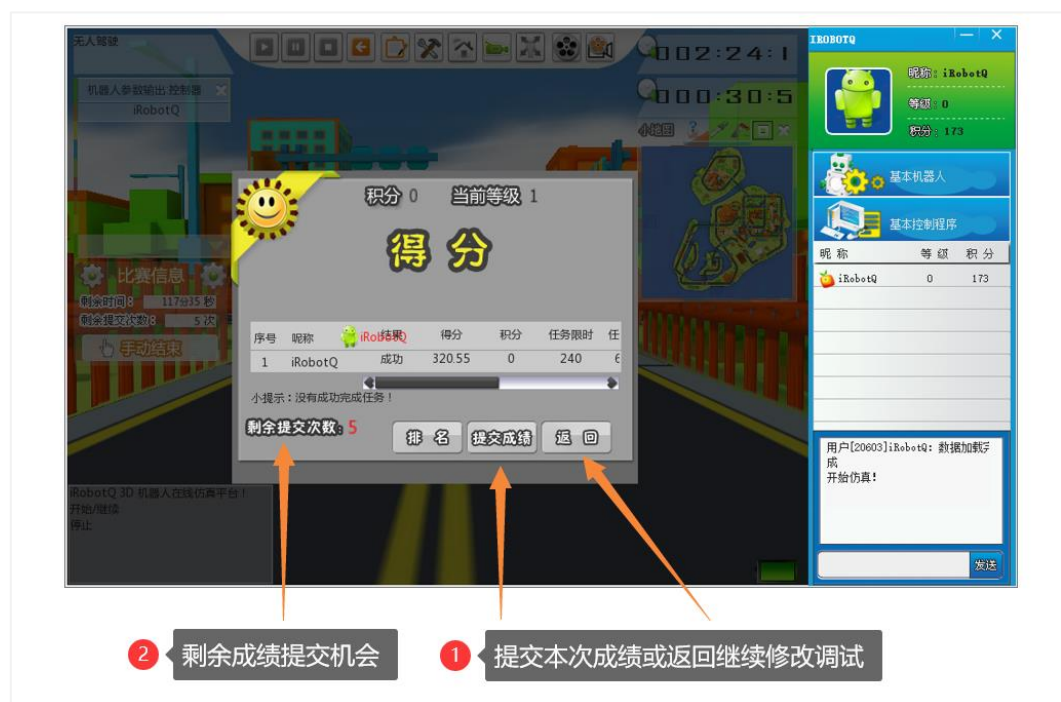 无人驾驶
002:24:1
000:30:5
机器人参数输出:控制器
iRobotQ
小地图
IROBOTQ
昵称：iRobotQ
等级：0
积分：173
基本机器人
基本控制程序
昵称 等级 积分
iRobotQ 0 173
比赛信息
剩余时间： 117分35 秒
剩余提交次数： 5 次
手动结束
积分 0 当前等级 1
得分
iRobotQ
序号 昵称 结果 得分 积分 任务限时 任
1 iRobotQ 成功 320.55 0 240
小提示：没有成功完成任务！
剩余提交次数：5
排名 提交成绩 返回
iRobotQ 3D 机器人在线仿真平台！
开始/继续
停止
用户[20603]iRobotQ：数据加载完
成
开始仿真！
发送
2 剩余成绩提交机会
1 提交本次成绩或返回继续修改调试